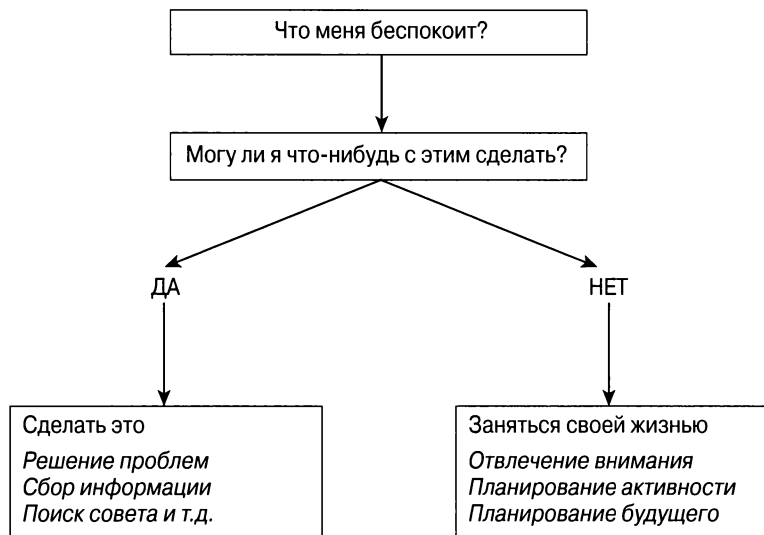 Что меня беспокоит?
Могу ли я что-нибудь с этим сделать?
ДА
НЕТ
Сделать это
Решение проблем
Сбор информации
Поиск совета и т.д.
Заняться своей жизнью
Отвлечение внимания
Планирование активности
Планирование будущего